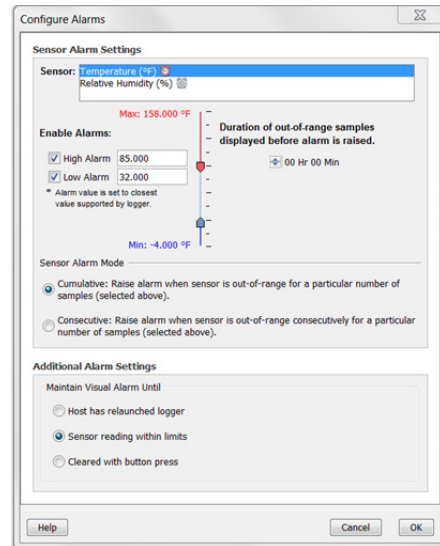 Configure Alarms
Sensor Alarm Settings
Sensor: Temperature (°F)
Relative Humidity (%)
Max: 158.000 °F
Duration of out-of-range samples
displayed before alarm is raised.
Enable Alarms:
00 Hr 00 Min
High Alarm 85.000
Low Alarm 32.000
* Alarm value is set to closest
value supported by logger.
Min: -4.000 °F
Sensor Alarm Mode
Cumulative: Raise alarm when sensor is out-of-range for a particular number of
samples (selected above).
Consecutive: Raise alarm when sensor is out-of-range consecutively for a particular
number of samples (selected above).
Additional Alarm Settings
Maintain Visual Alarm Until
Host has relaunched logger
Sensor reading within limits
Cleared with button press
Help
Cancel
OK